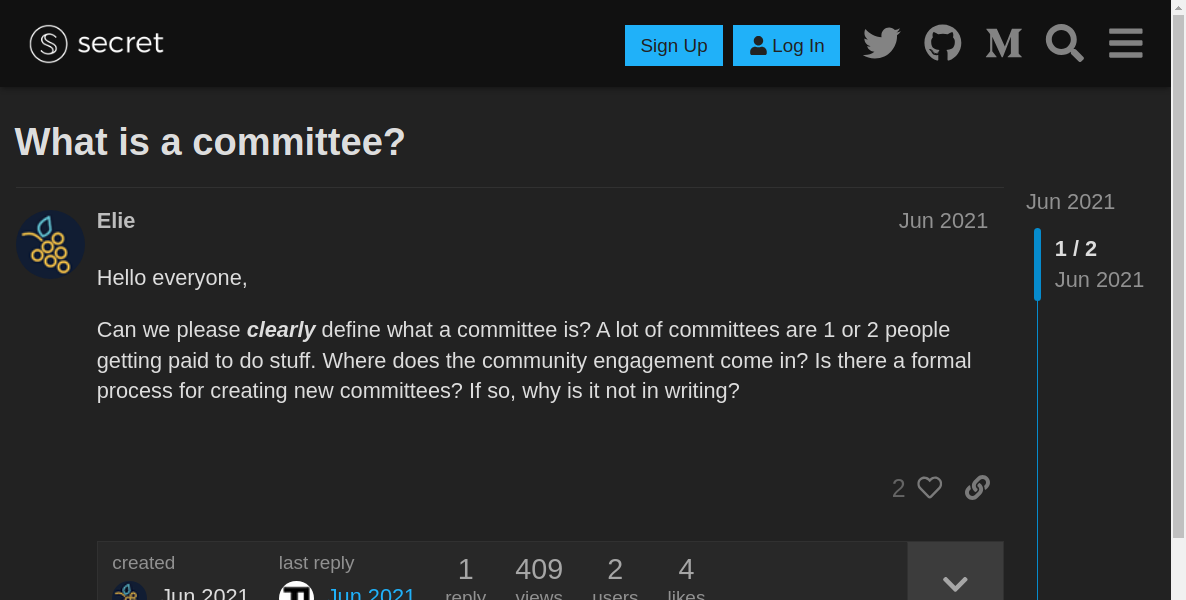 secret
Sign Up
Log In
What is a committee?
Elie
Jun 2021
Hello everyone,
Can we please clearly define what a committee is? A lot of committees are 1 or 2 people
getting paid to do stuff. Where does the community engagement come in? Is there a formal
process for creating new committees? If so, why is it not in writing?
2
created
last reply
1
409
2
4
Jun 2021
Jun 2021
reply
views
users
likes
Jun 2021
1 / 2
Jun 2021